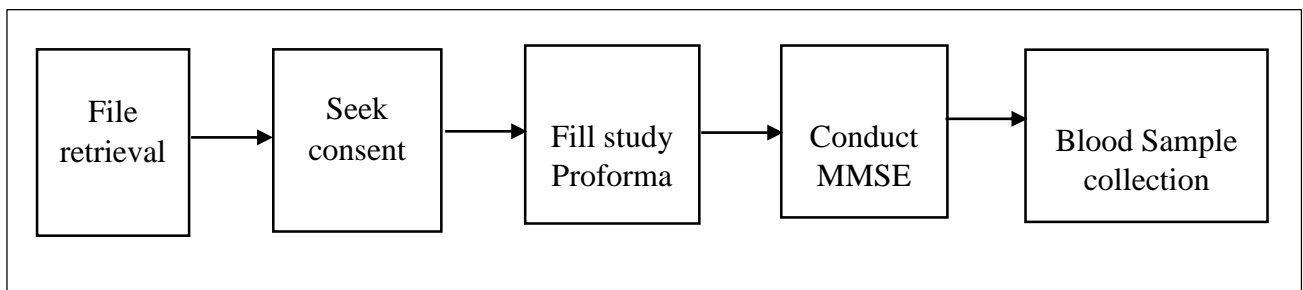 File
retrieval
Seek
consent
Fill study
Proforma
Conduct
MMSE
Blood Sample
collection